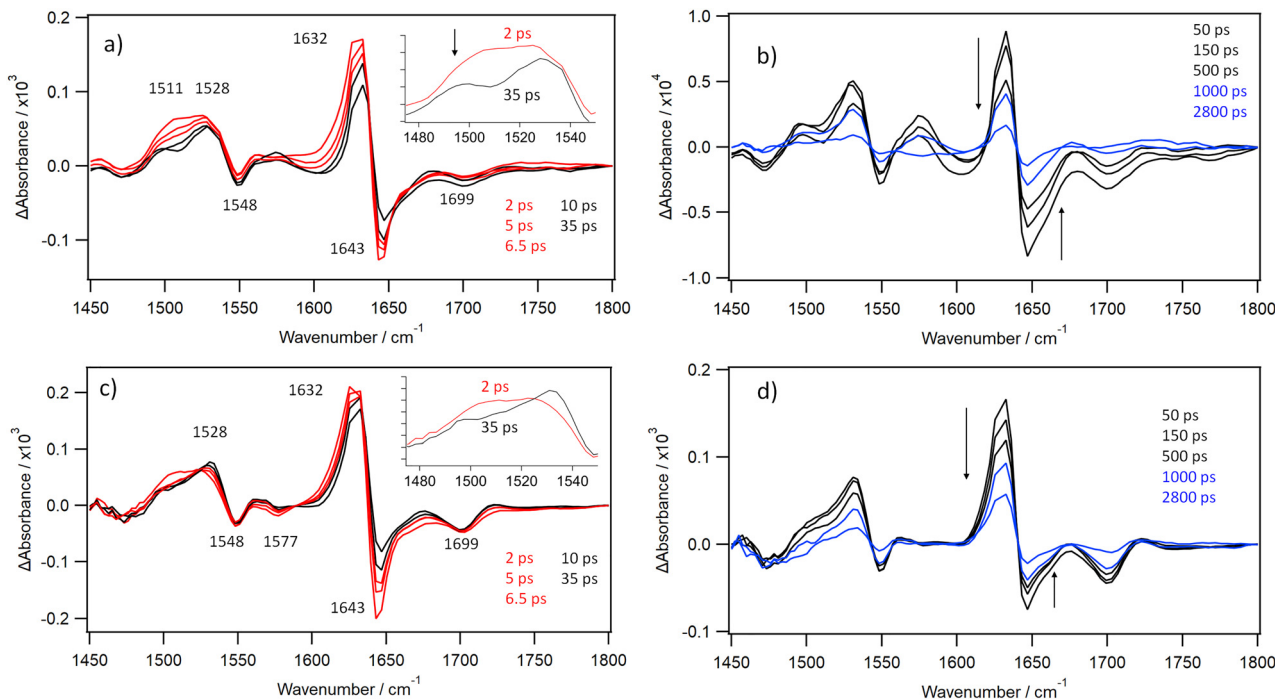 a)
0.2
0.1
0.0
-0.1
ΔAbsorbance / x10³
1511
1528
1548
1632
1643
1699
2 ps
35 ps
1480
1500
1520
1540
2 ps
5 ps
6.5 ps
10 ps
35 ps
1450
1500
1550
1600
1650
1700
1750
1800
Wavenumber / cm⁻¹
b)
1.0
0.5
0.0
-0.5
-1.0
ΔAbsorbance / x10⁴
50 ps
150 ps
500 ps
1000 ps
2800 ps
1450
1500
1550
1600
1650
1700
1750
1800
Wavenumber / cm⁻¹
c)
0.2
0.1
0.0
-0.1
-0.2
ΔAbsorbance / x10³
1528
1548
1577
1632
1643
1699
2 ps
35 ps
1480
1500
1520
1540
2 ps
5 ps
6.5 ps
10 ps
35 ps
1450
1500
1550
1600
1650
1700
1750
1800
Wavenumber / cm⁻¹
d)
0.2
0.1
0.0
-0.1
ΔAbsorbance / x10³
50 ps
150 ps
500 ps
1000 ps
2800 ps
1450
1500
1550
1600
1650
1700
1750
1800
Wavenumber / cm⁻¹